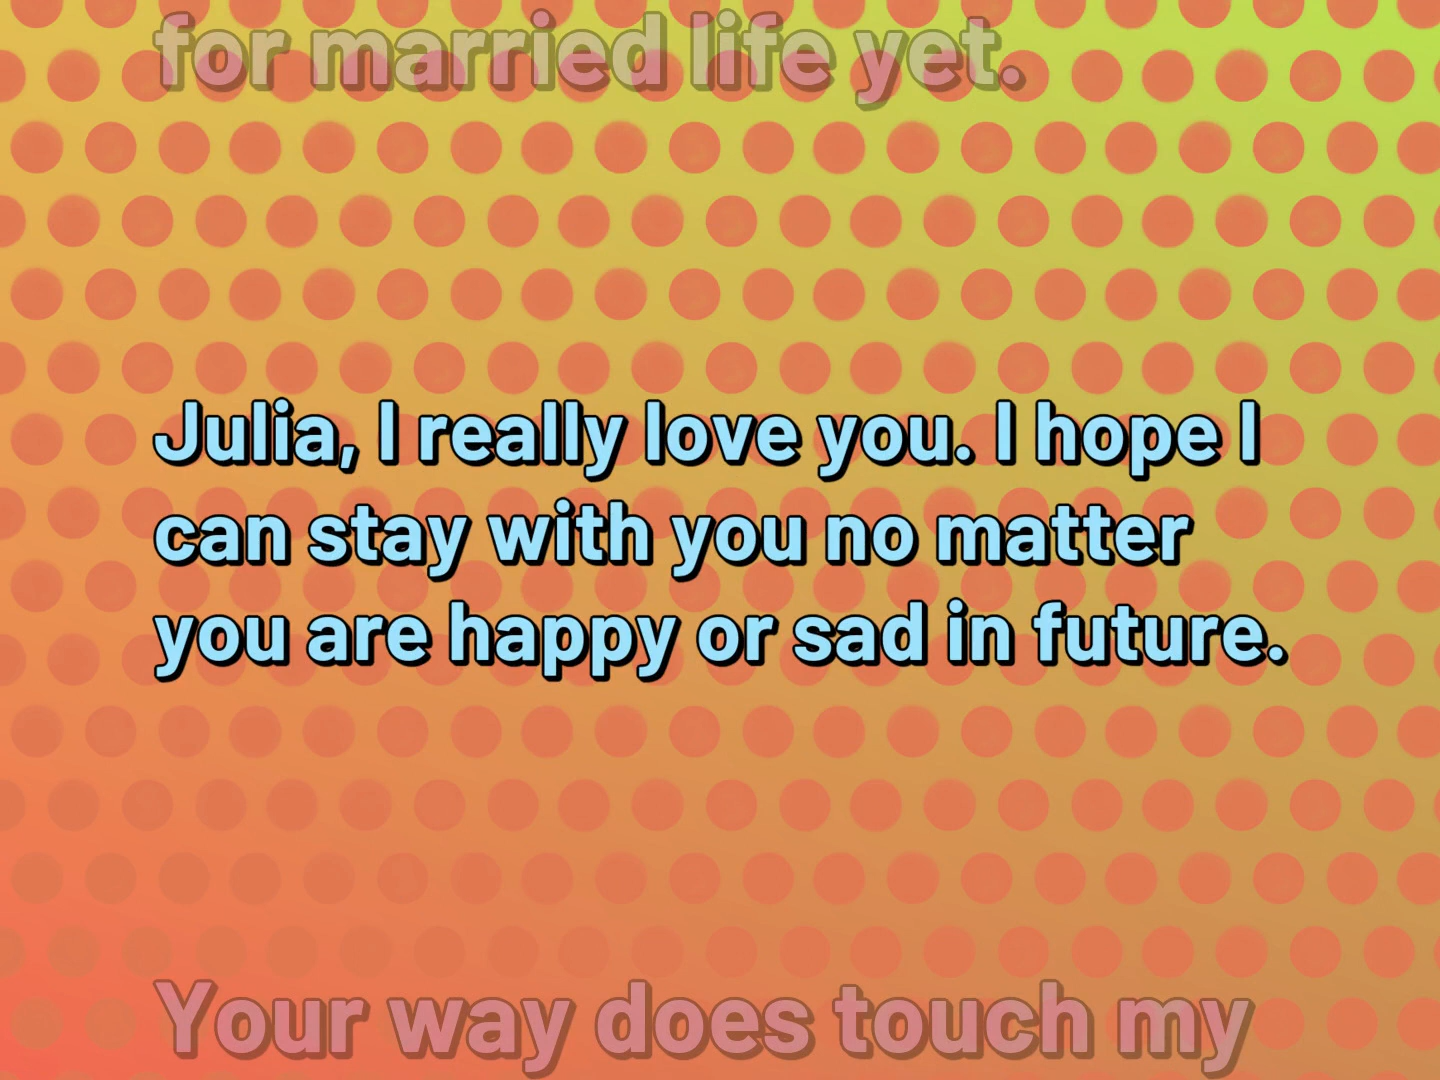 for married life yet.
Julia, I really love you. I hope I
can stay with you no matter
you are happy or sad in future.
Your way does touch my